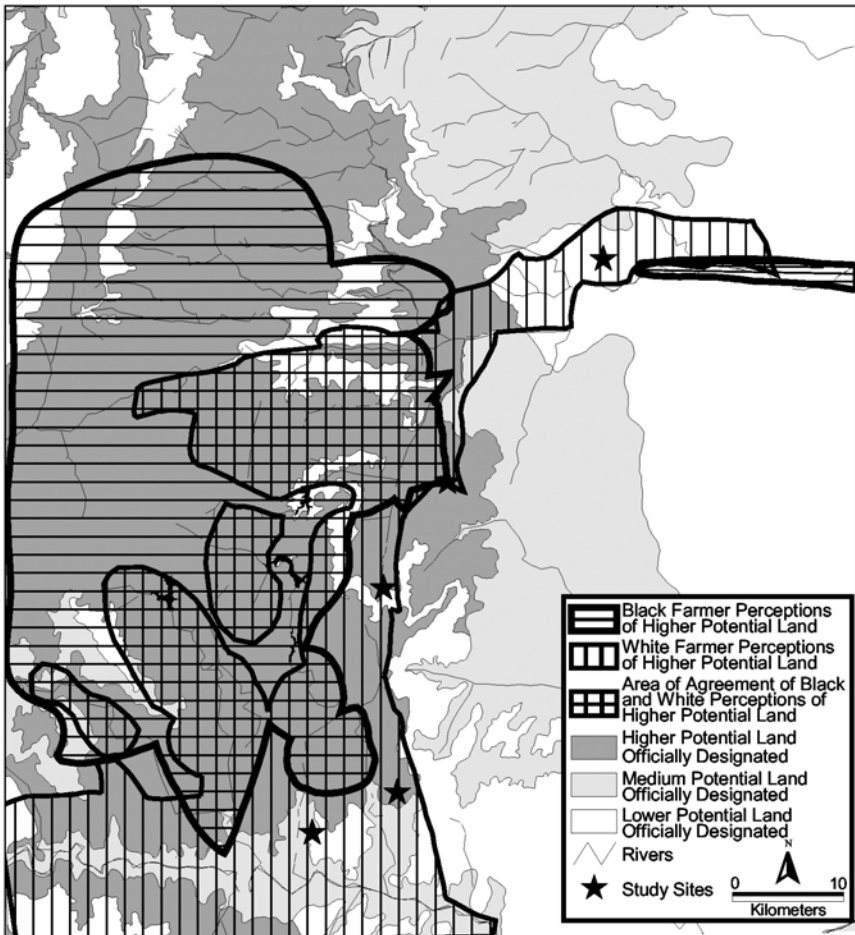 Black Farmer Perceptions
of Higher Potential Land
White Farmer Perceptions
of Higher Potential Land
Area of Agreement of Black
and White Perceptions of
Higher Potential Land
Higher Potential Land
Officially Designated
Medium Potential Land
Officially Designated
Lower Potential Land
Officially Designated
Rivers
Study Sites
N
0 10
Kilometers